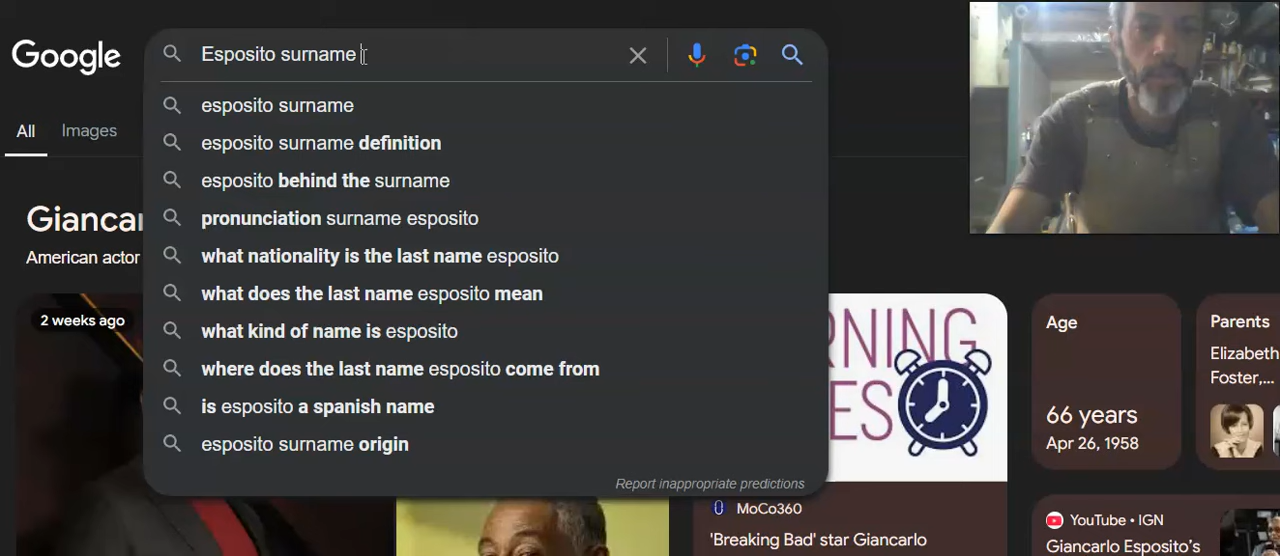 Google
Esposito surname
esposito surname
esposito surname definition
esposito behind the surname
pronunciation surname esposito
what nationality is the last name esposito
what does the last name esposito mean
what kind of name is esposito
where does the last name esposito come from
is esposito a spanish name
esposito surname origin
Report inappropriate predictions
All
Images
Giancar
American actor
2 weeks ago
RNING
ES
MoCo360
'Breaking Bad' star Giancarlo
Age
66 years
Apr 26, 1958
Parents
Elizabeth
Foster,...
YouTube • IGN
Giancarlo Esposito's